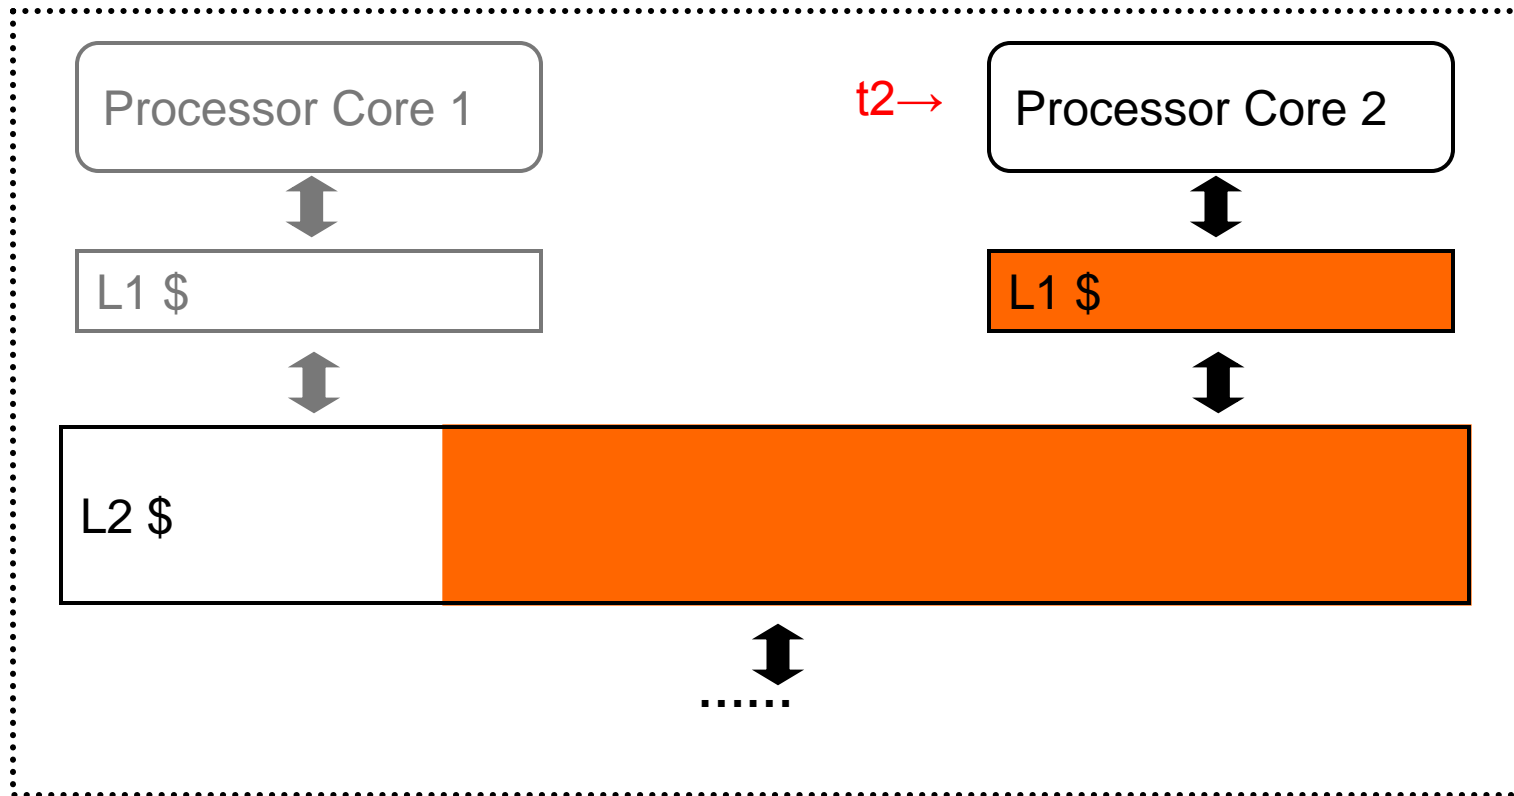 Processor Core 1
t2→
Processor Core 2
L1 $
L1 $
L2 $
......